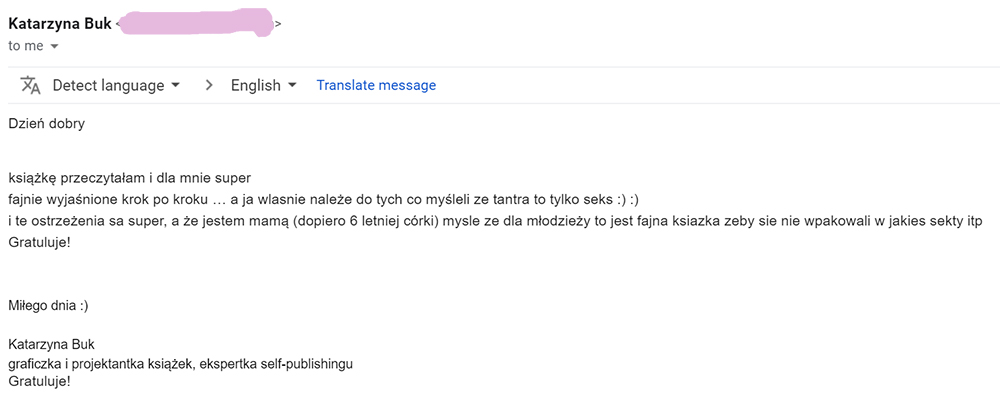 Katarzyna Buk < >
to me
Detect language > English Translate message
Dzień dobry
książkę przeczytałam i dla mnie super
fajnie wyjaśnione krok po kroku … a ja wlasnie należe do tych co myśleli ze tantra to tylko seks :) :)
i te ostrzeżenia sa super, a że jestem mamą (dopiero 6 letniej córki) mysle ze dla młodzieży to jest fajna ksiazka zeby sie nie wpakowali w jakies sekty itp
Gratuluje!
Miłego dnia :)
Katarzyna Buk
graficzka i projektantka książek, ekspertka self-publishingu
Gratuluje!